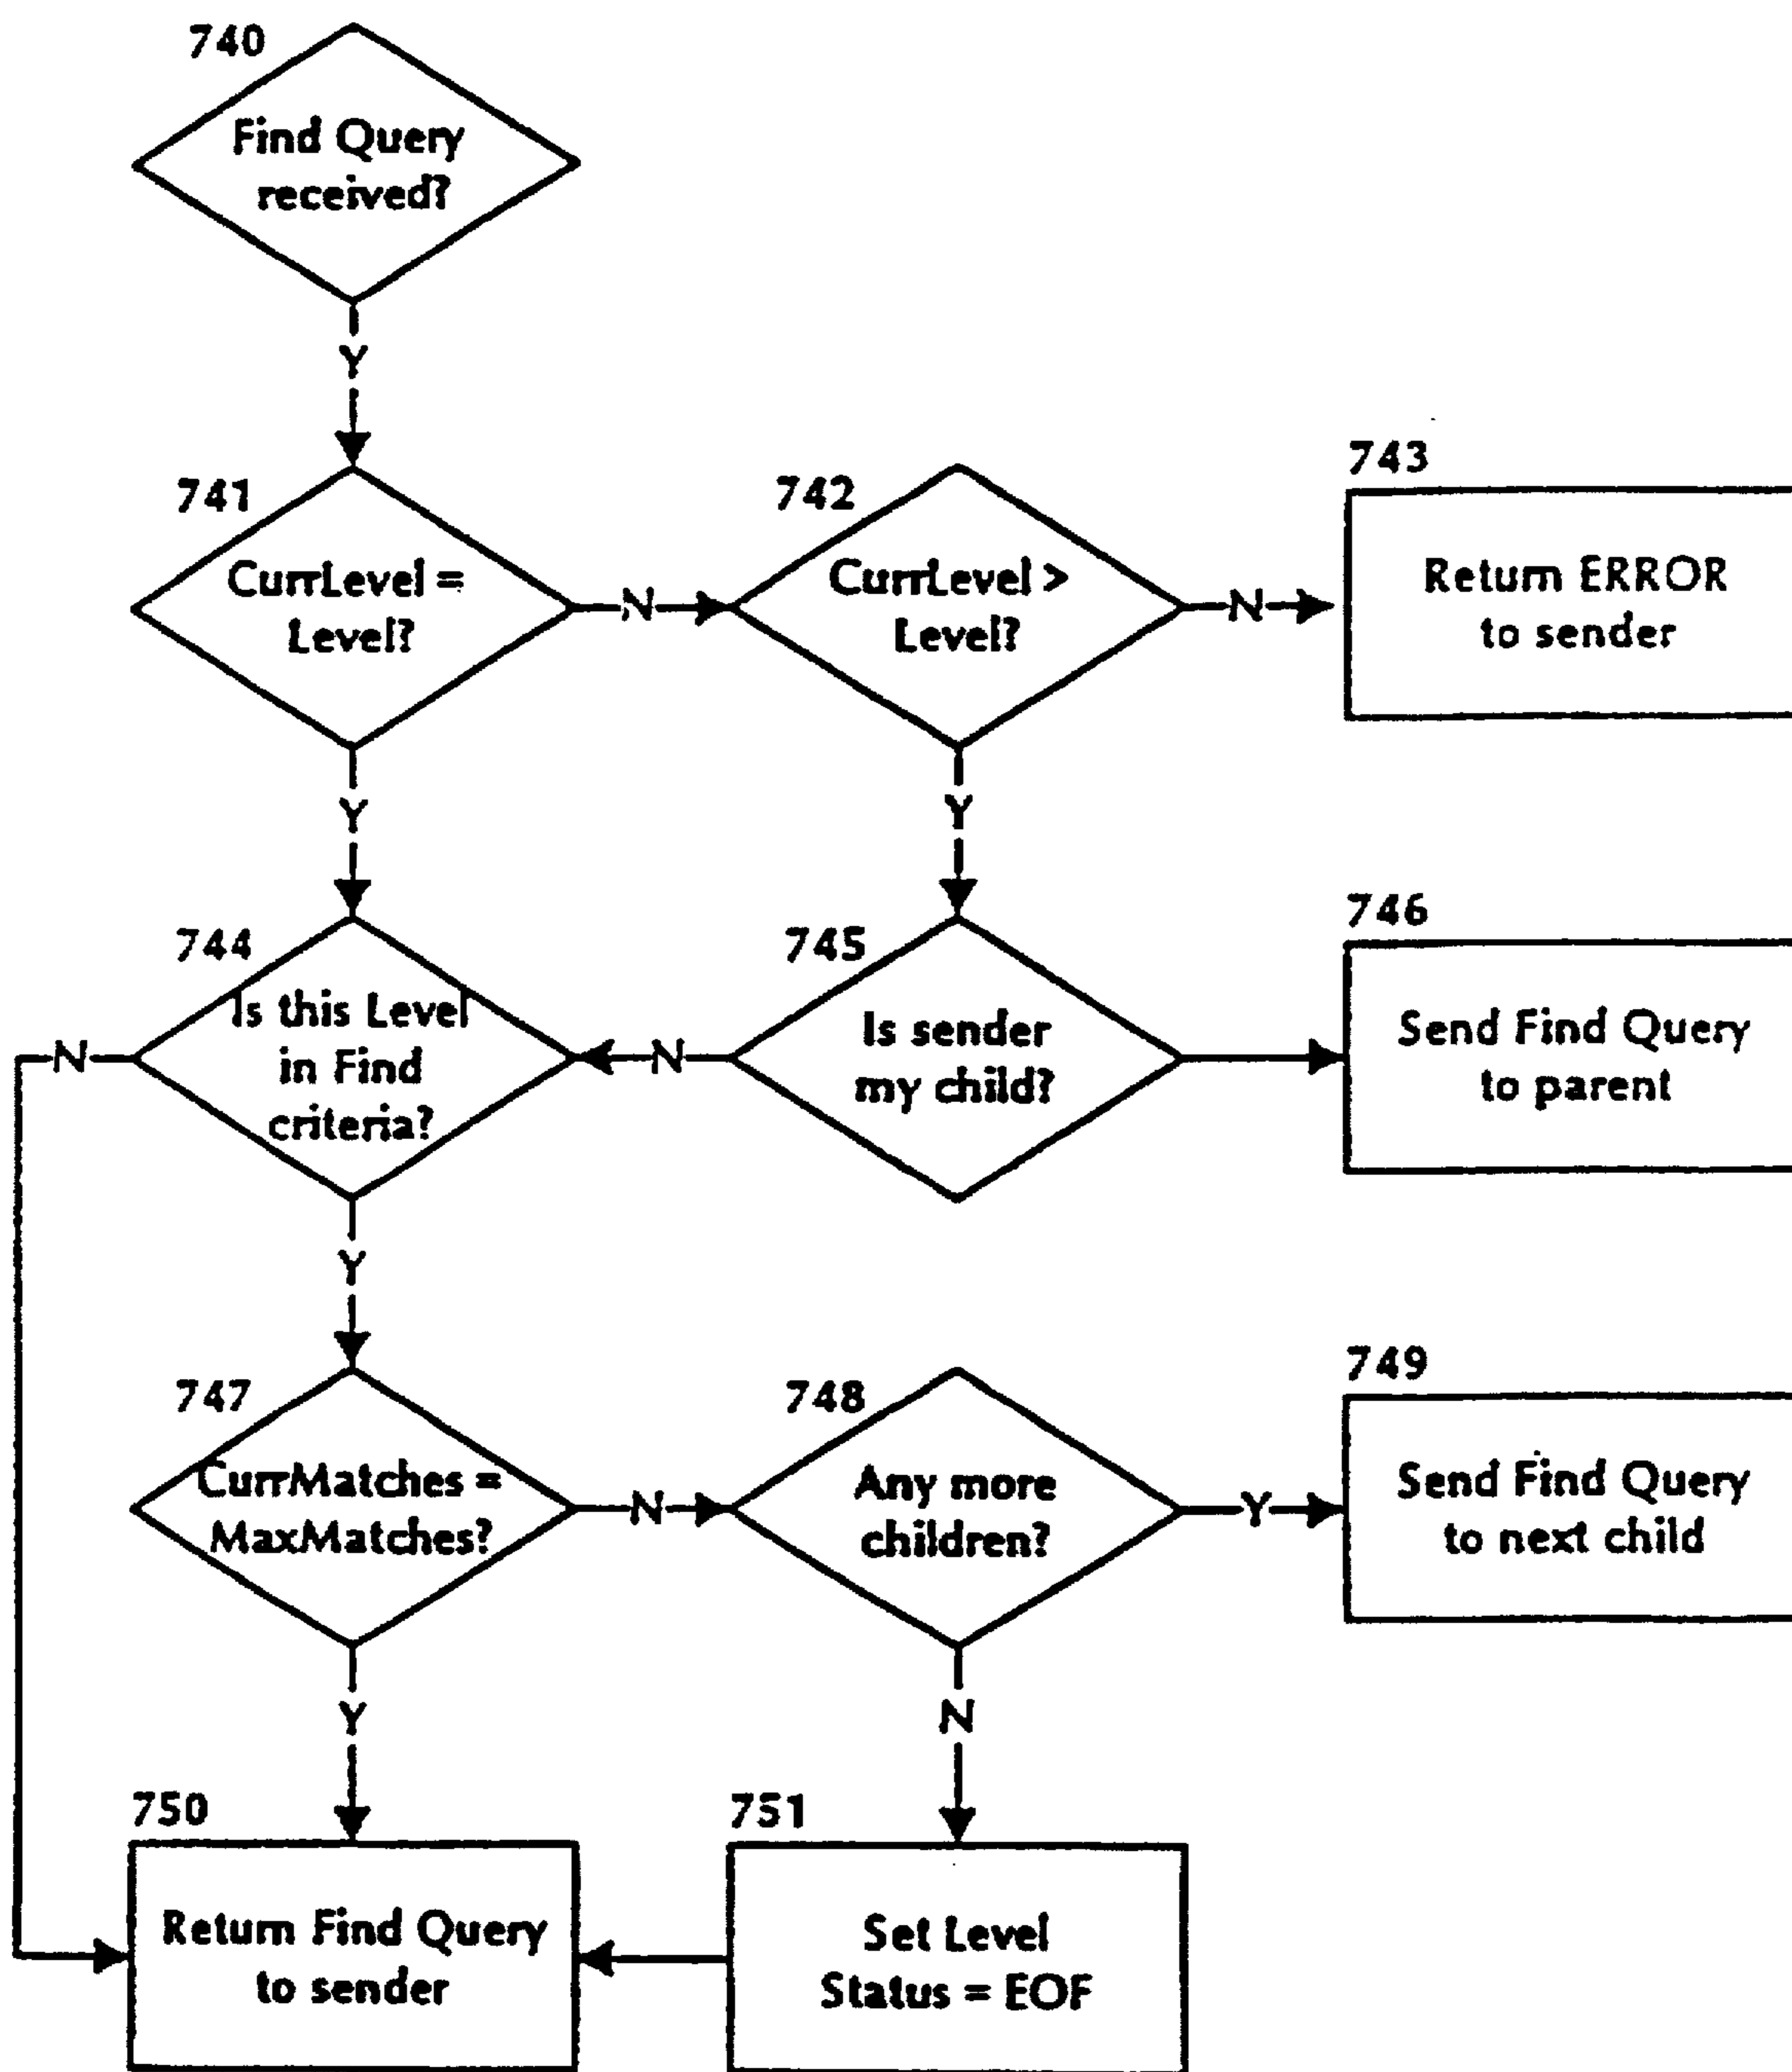 740
Find Query
received?
Y
741
CurrLevel =
Level?
N
742
CurrLevel >
Level?
N
743
Return ERROR
to sender
Y
Y
744
Is this Level
in Find
criteria?
N
N
745
Is sender
my child?
746
Send Find Query
to parent
Y
747
CurrMatches =
MaxMatches?
N
748
Any more
children?
Y
749
Send Find Query
to next child
Y
N
750
Return Find Query
to sender
751
Set Level
Status = EOF